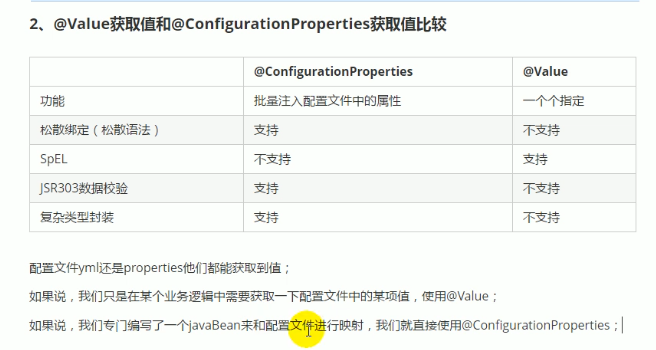 2、@Value获取值和@ConfigurationProperties获取值比较
@ConfigurationProperties @Value
功能 批量注入配置文件中的属性 一个个指定
松散绑定（松散语法） 支持 不支持
SpEL 不支持 支持
JSR303数据校验 支持 不支持
复杂类型封装 支持 不支持
配置文件yml还是properties他们都能获取到值；
如果说，我们只是在某个业务逻辑中需要获取一下配置文件中的某项值，使用@Value；
如果说，我们专门编写了一个javaBean来和配置文件进行映射，我们就直接使用@ConfigurationProperties；